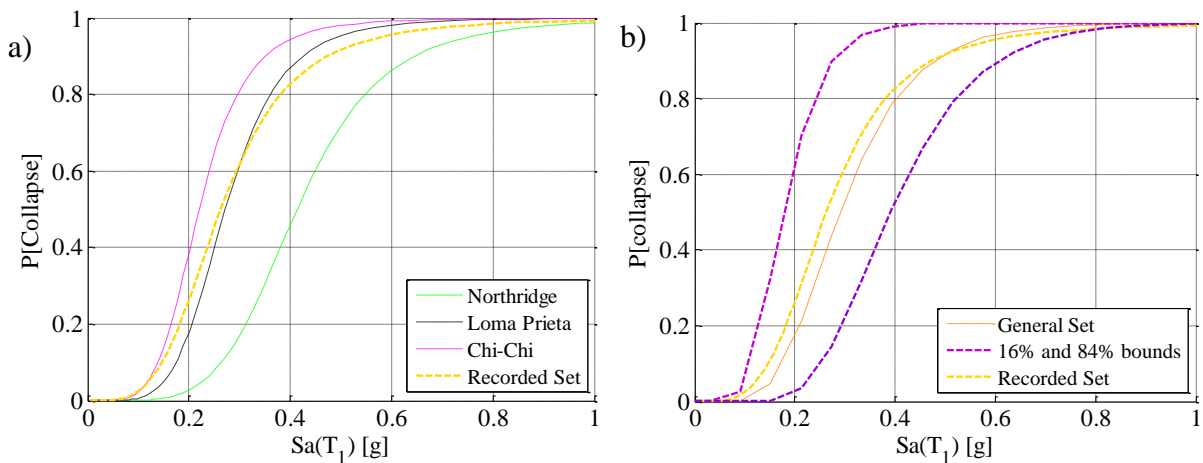 a)
P[Collapse]
1
0.8
0.6
0.4
0.2
0
0 0.2 0.4 0.6 0.8 1
Sa(T1) [g]
Northridge
Loma Prieta
Chi-Chi
Recorded Set
b)
P[collapse]
1
0.8
0.6
0.4
0.2
0
0 0.2 0.4 0.6 0.8 1
Sa(T1) [g]
General Set
16% and 84% bounds
Recorded Set